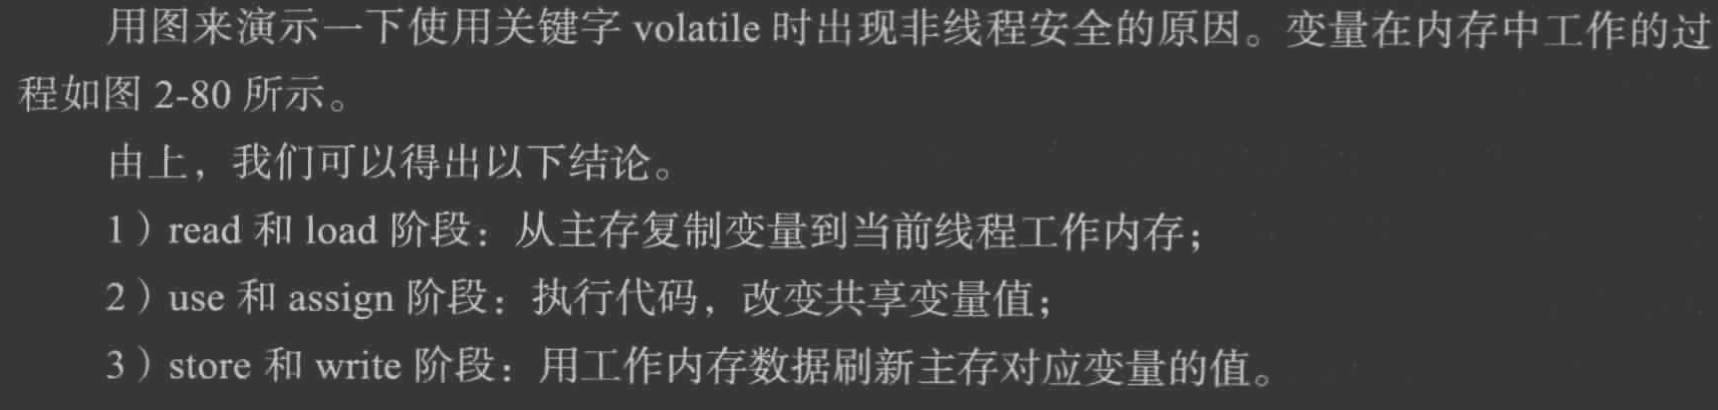 用图来演示一下使用关键字 volatile 时出现非线程安全的原因。变量在内存中工作的过
程如图 2-80 所示。
由上，我们可以得出以下结论。
1）read 和 load 阶段：从主存复制变量到当前线程工作内存；
2）use 和 assign 阶段：执行代码，改变共享变量值；
3）store 和 write 阶段：用工作内存数据刷新主存对应变量的值。